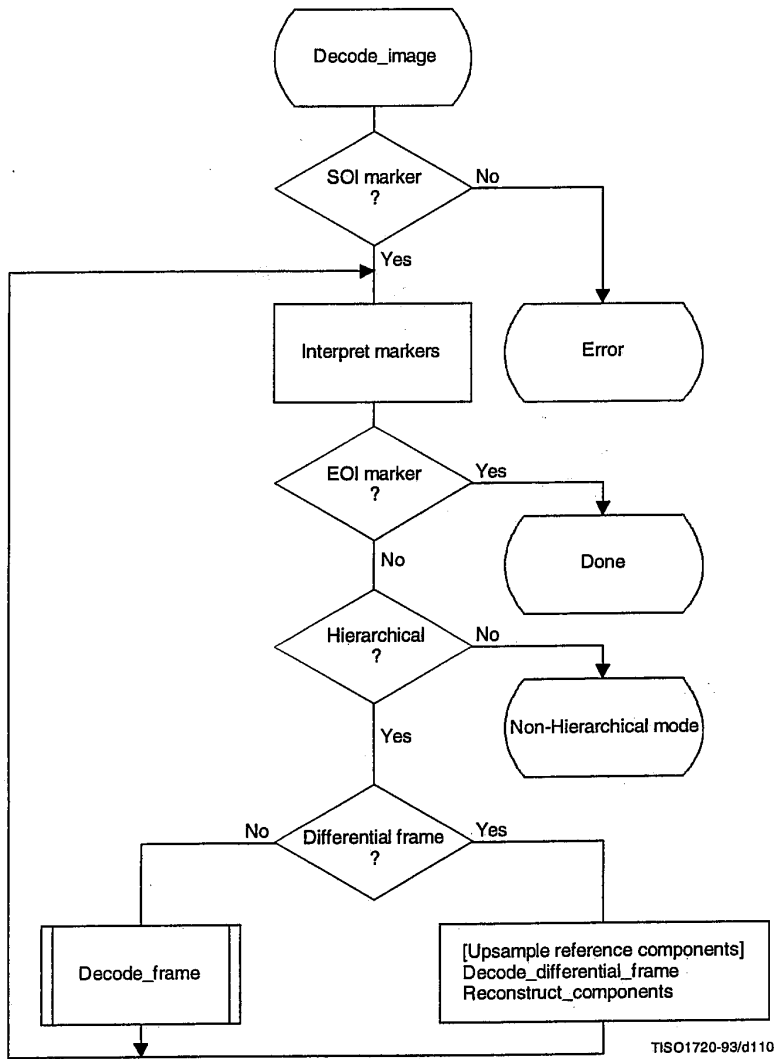 Decode_image
SOI marker
?
No
Yes
Interpret markers
Error
EOI marker
?
Yes
No
Done
Hierarchical
?
No
Yes
Non-Hierarchical mode
Differential frame
?
No
Yes
Decode_frame
[Upsample reference components]
Decode_differential_frame
Reconstruct_components
TISO1720-93/d110